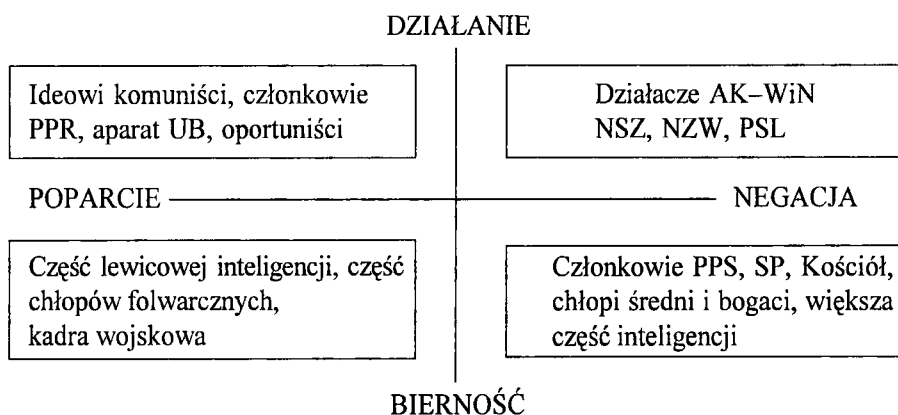 DZIAŁANIE
Ideowi komuniści, członkowie
PPR, aparat UB, oportuniści
Działacze AK–WiN
NSZ, NZW, PSL
POPARCIE
NEGACJA
Część lewicowej inteligencji, część
chłopów folwarcznych,
kadra wojskowa
Członkowie PPS, SP, Kościół,
chłopi średni i bogaci, większa
część inteligencji
BIERNOŚĆ